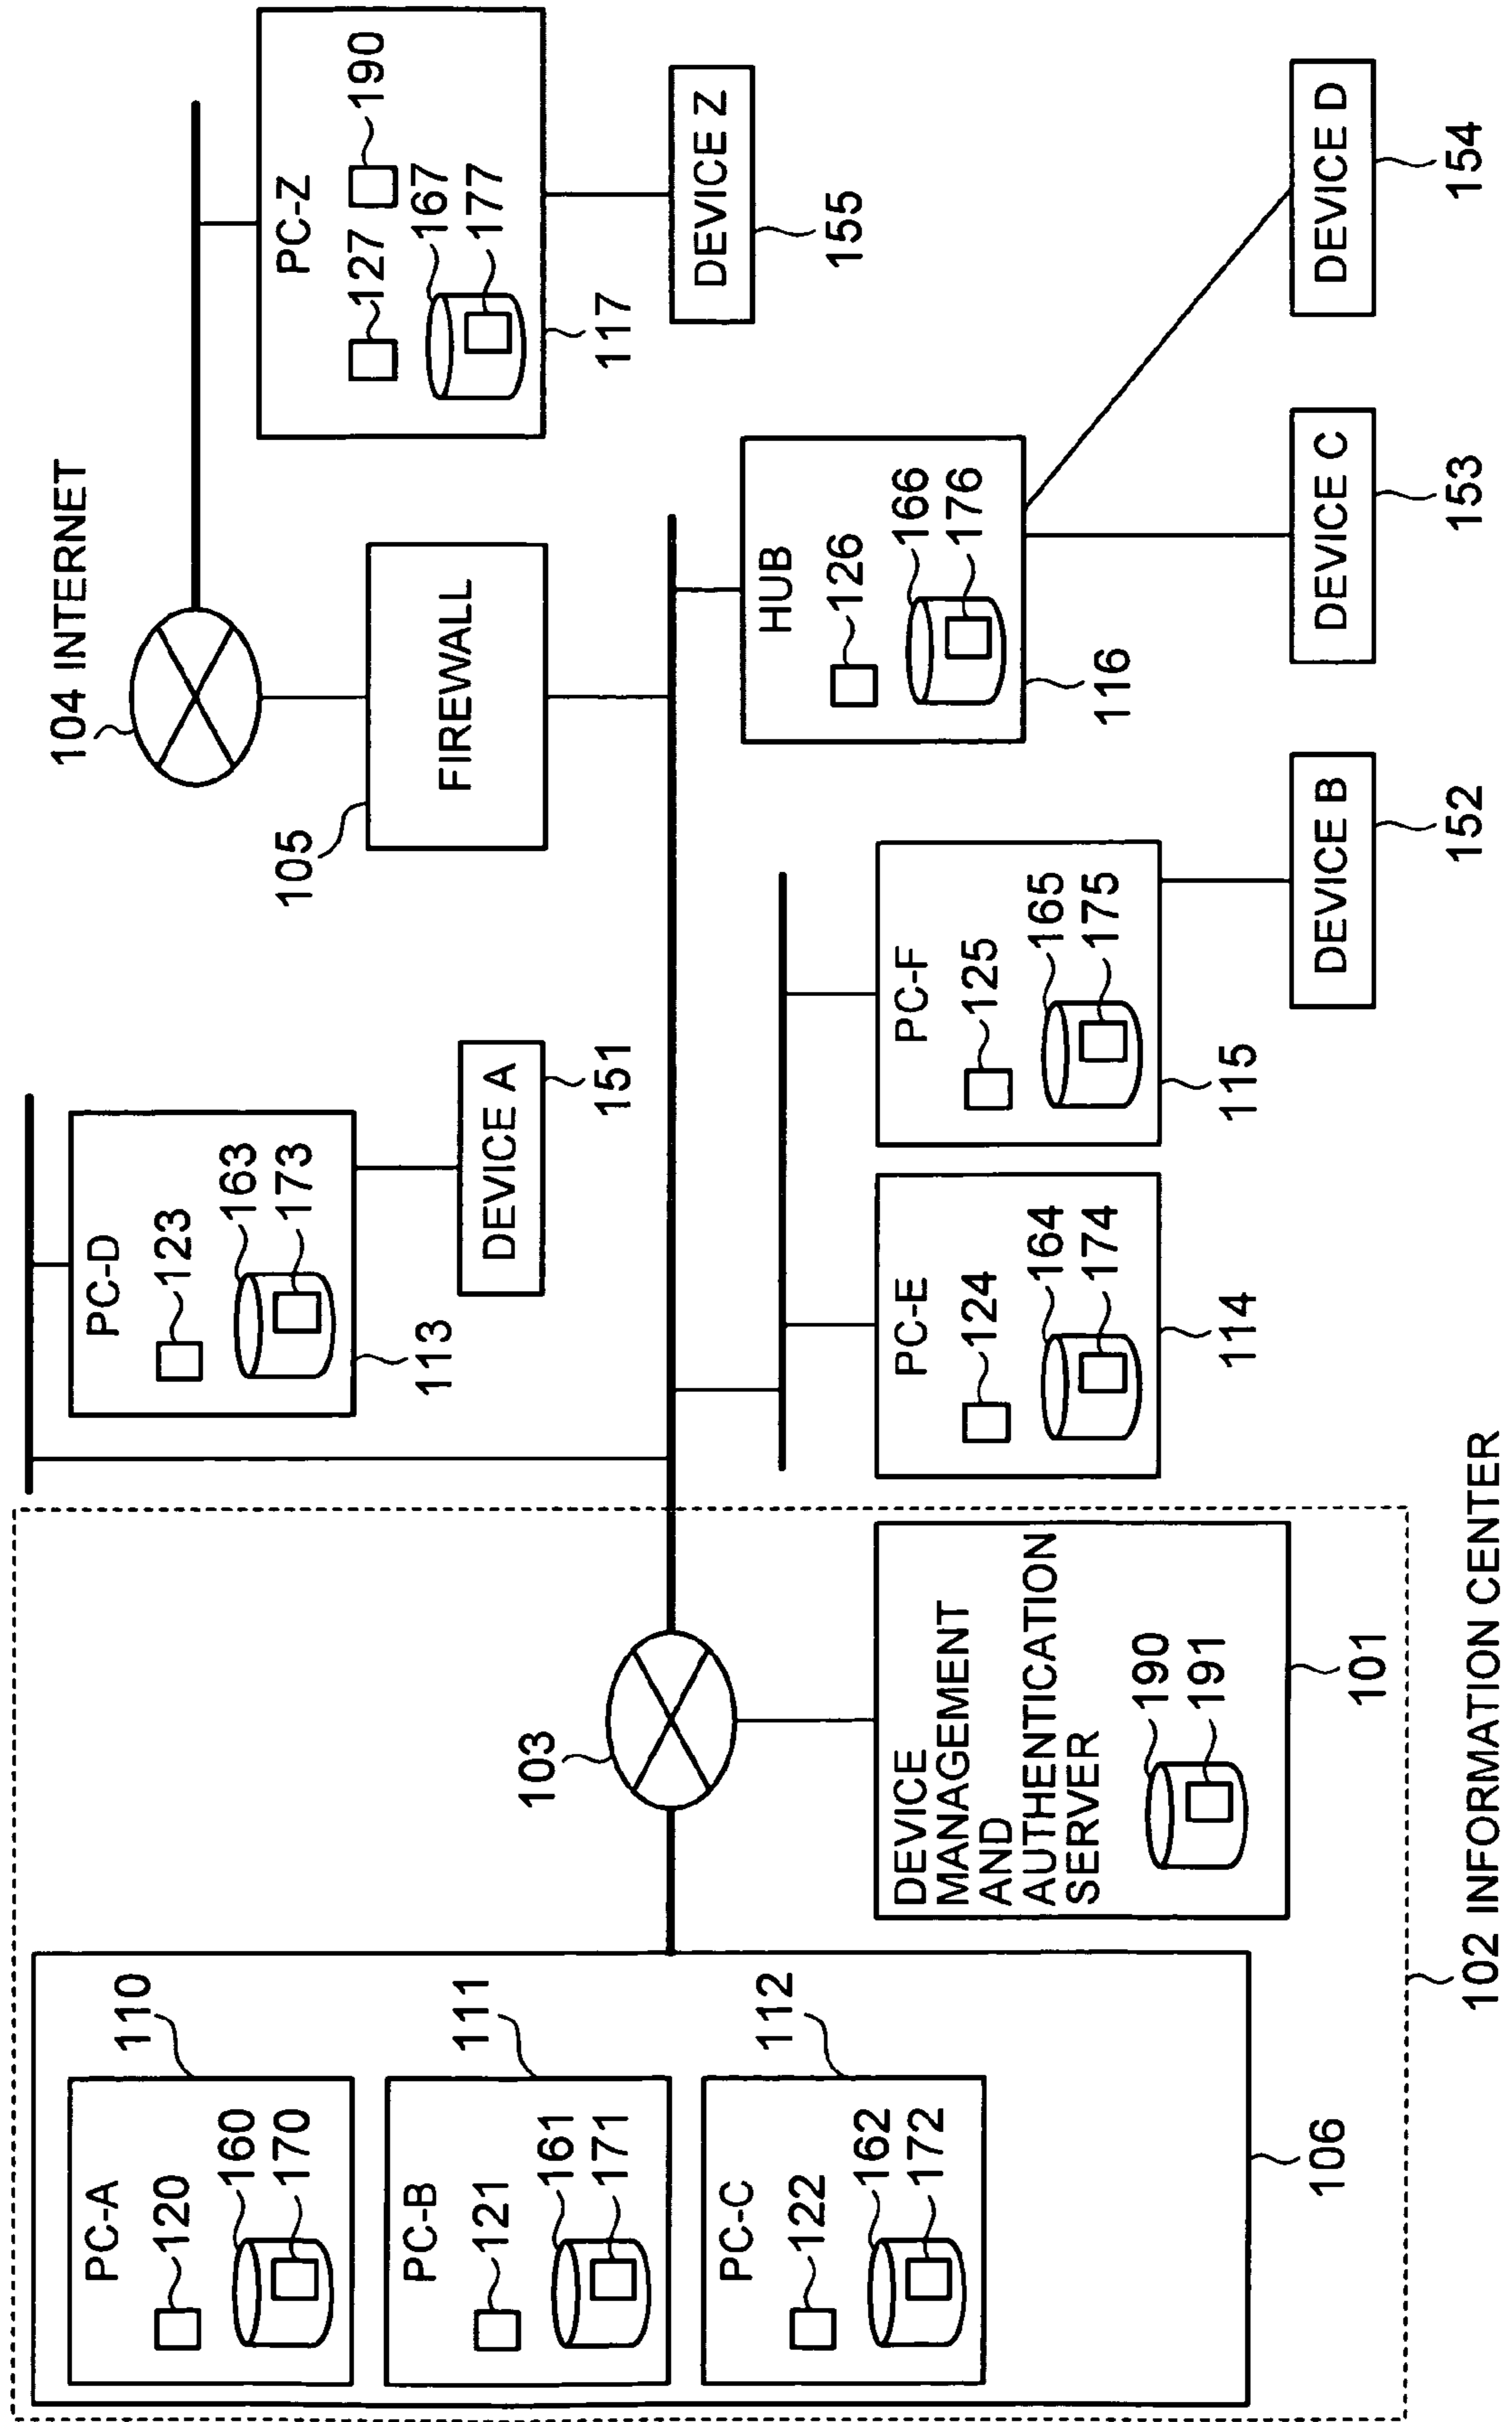 104 INTERNET
105
FIREWALL
PC-Z
127
190
167
177
117
DEVICE Z
155
PC-D
123
163
173
113
DEVICE A
151
HUB
126
166
176
116
DEVICE C
153
DEVICE D
154
PC-E
124
164
174
114
PC-F
125
165
175
115
DEVICE B
152
103
DEVICE
MANAGEMENT
AND
AUTHENTICATION
SERVER
190
191
101
PC-A
120
160
170
110
PC-B
121
161
171
111
PC-C
122
162
172
112
106
102 INFORMATION CENTER